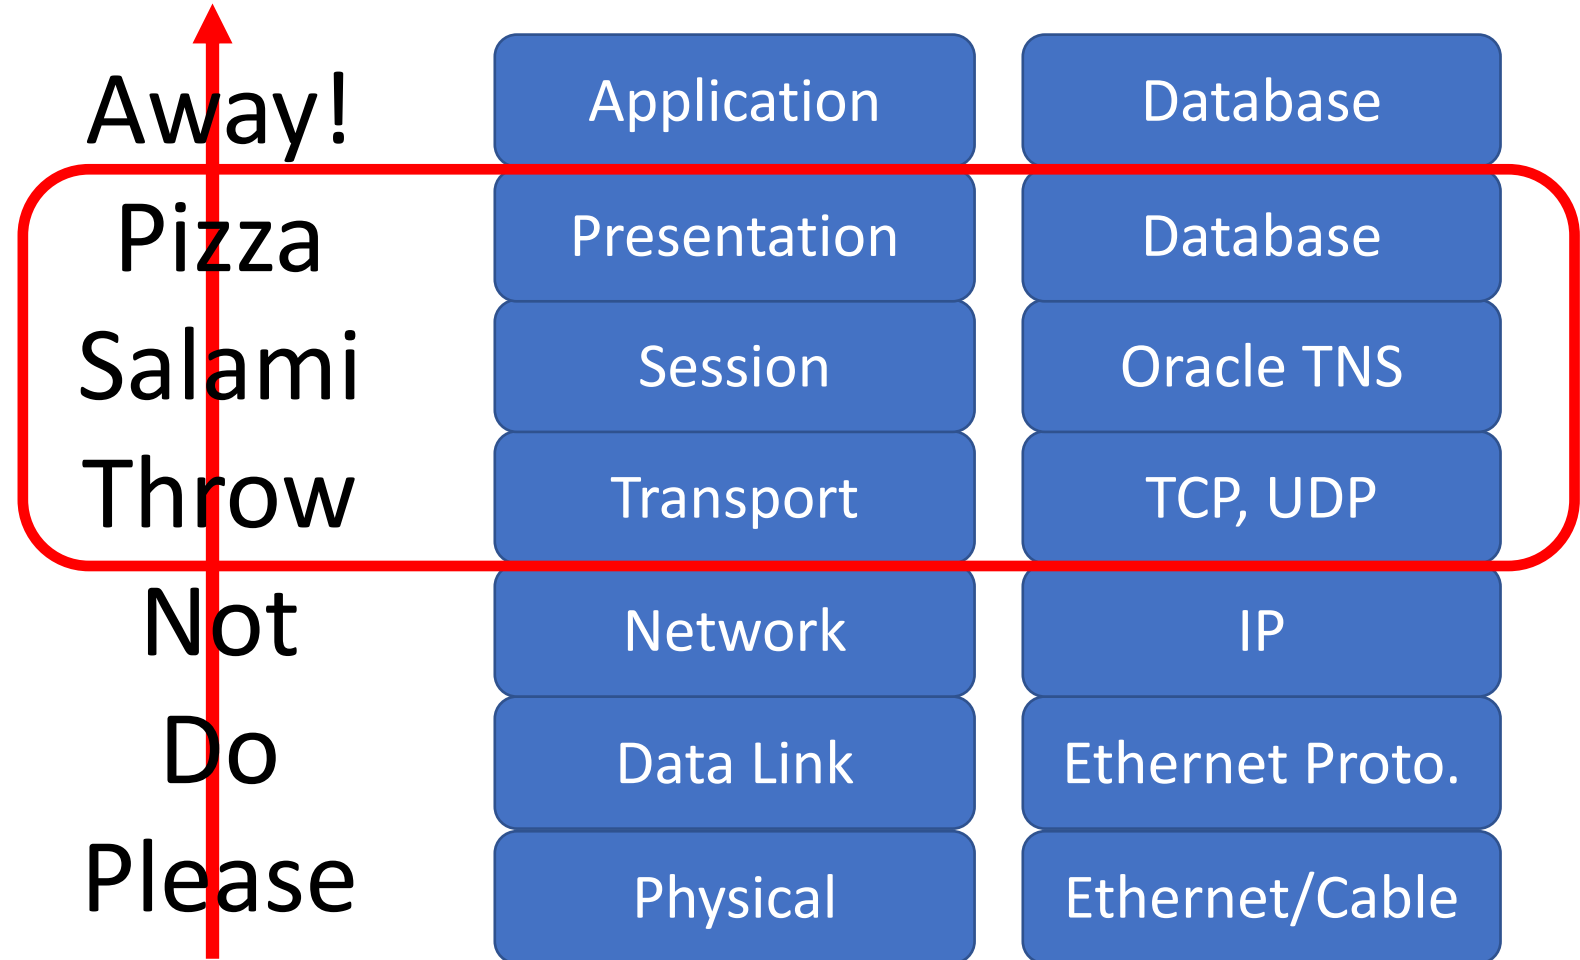 Away! Application Database
Pizza Presentation Database
Salami Session Oracle TNS
Throw Transport TCP, UDP
Not Network IP
Do Data Link Ethernet Proto.
Please Physical Ethernet/Cable